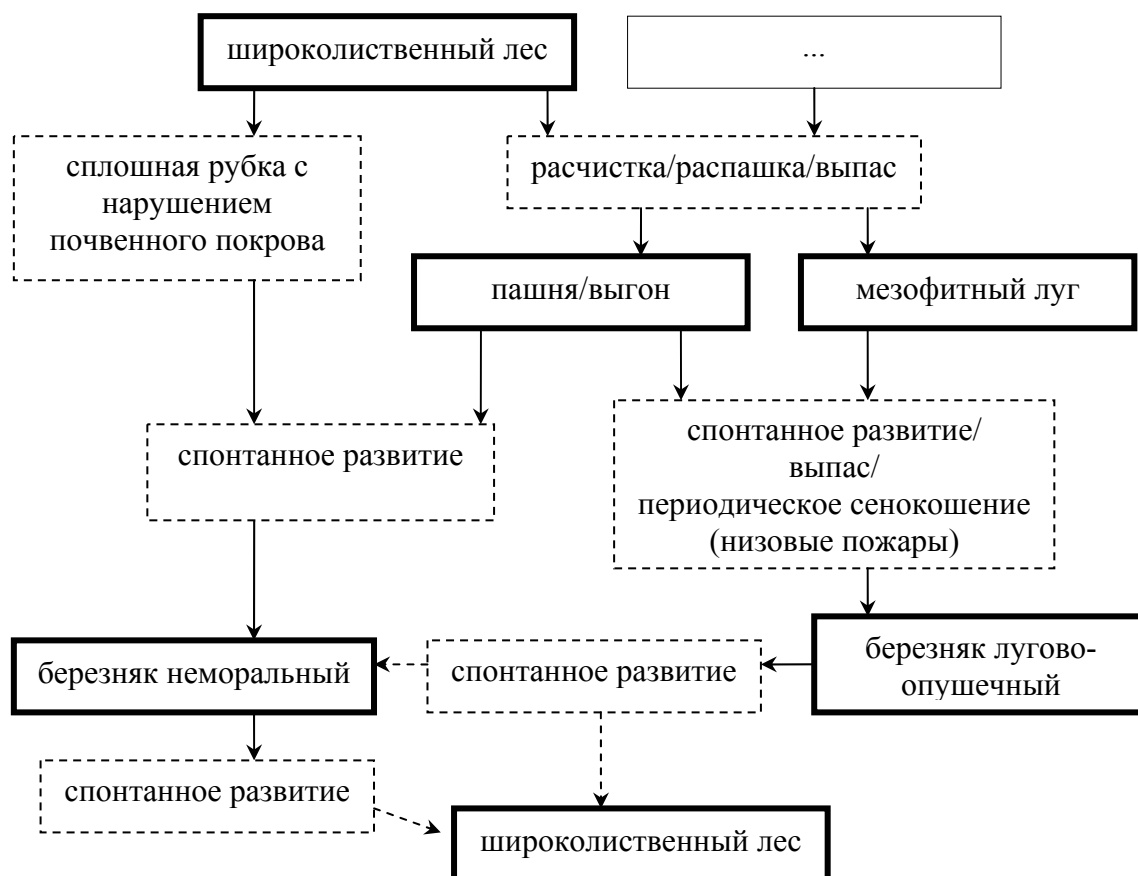 широколиственный лес
...
сплошная рубка с
нарушением
почвенного покрова
расчистка/распашка/выпас
пашня/выгон
мезофитный луг
спонтанное развитие
спонтанное развитие/
выпас/
периодическое сенокошение
(низовые пожары)
березняк неморальный
спонтанное развитие
березняк лугово-
опушечный
спонтанное развитие
широколиственный лес